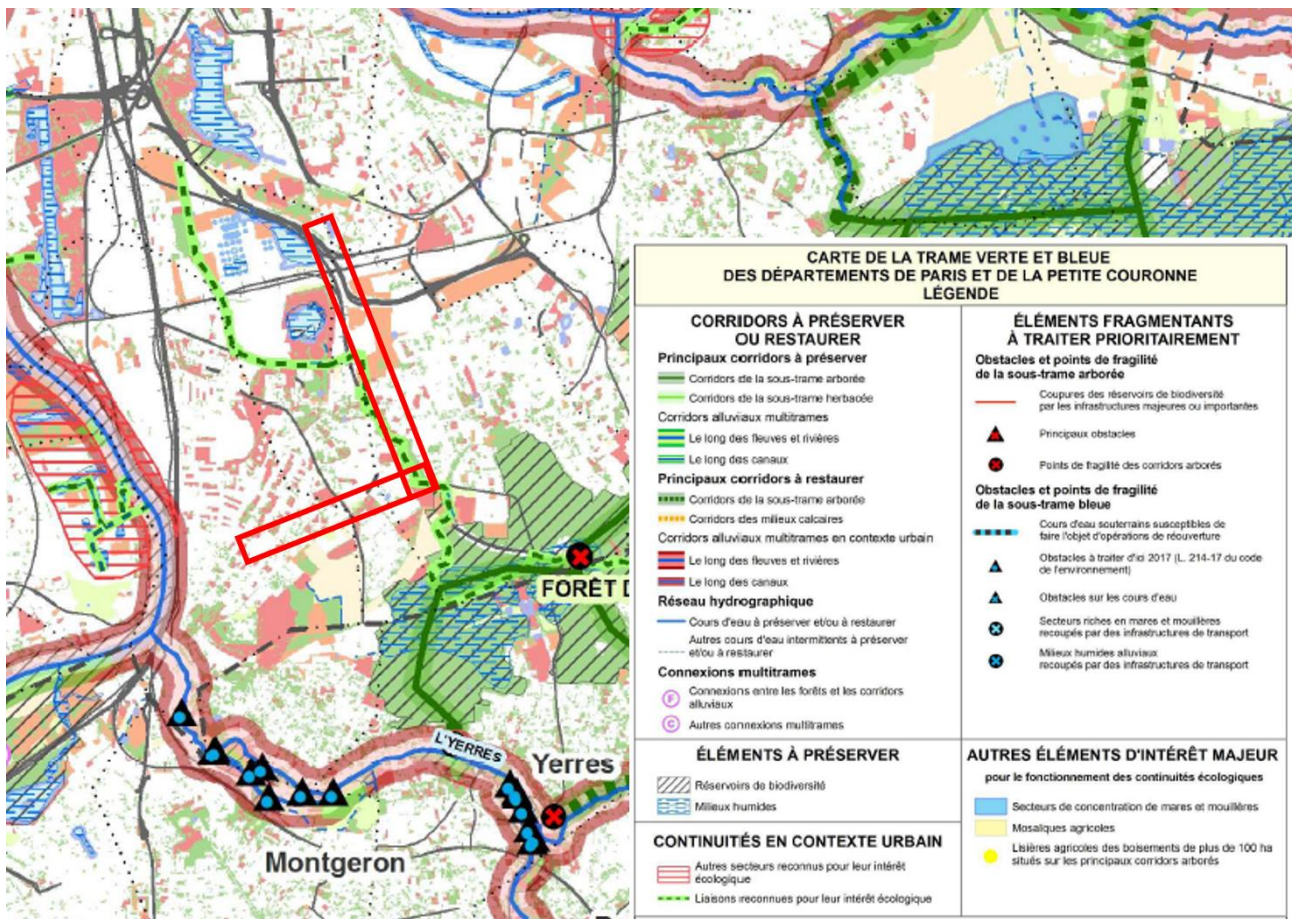 FORÊT D
L'YERRES
Yerres
Montgeron
CARTE DE LA TRAME VERTE ET BLEUE
DES DÉPARTEMENTS DE PARIS ET DE LA PETITE COURONNE
LÉGENDE
CORRIDORS À PRÉSERVER
OU RESTAURER
Principaux corridors à préserver
Corridors de la sous-trame arborée
Corridors de la sous-trame herbacée
Corridors alluviaux multitrames
Le long des fleuves et rivières
Le long des canaux
Principaux corridors à restaurer
Corridors de la sous-trame arborée
Corridors des milieux calcaires
Corridors alluviaux multitrames en contexte urbain
Le long des fleuves et rivières
Le long des canaux
Réseau hydrographique
Cours d'eau à préserver et/ou à restaurer
Autres cours d'eau intermittents à préserver
et/ou à restaurer
Connexions multitrames
F
Connexions entre les forêts et les corridors
alluviaux
C
Autres connexions multitrames
ÉLÉMENTS À PRÉSERVER
Réservoirs de biodiversité
Milieux humides
CONTINUITÉS EN CONTEXTE URBAIN
Autres secteurs reconnus pour leur intérêt
écologique
Liaisons reconnues pour leur intérêt écologique
ÉLÉMENTS FRAGMENTANTS
À TRAITER PRIORITAIREMENT
Obstacles et points de fragilité
de la sous-trame arborée
Coupures des réservoirs de biodiversité
par les infrastructures majeures ou importantes
Principaux obstacles
Points de fragilité des corridors arborés
Obstacles et points de fragilité
de la sous-trame bleue
Cours d'eau souterrains susceptibles de
faire l'objet d'opérations de réouverture
Obstacles à traiter d'ici 2017 (L. 214-17 du code
de l'environnement)
Obstacles sur les cours d'eau
Secteurs riches en mares et mouillères
recoupés par des infrastructures de transport
Milieux humides alluviaux
recoupés par des infrastructures de transport
AUTRES ÉLÉMENTS D'INTÉRÊT MAJEUR
pour le fonctionnement des continuités écologiques
Secteurs de concentration de mares et mouillères
Mosaïques agricoles
Lisières agricoles des boisements de plus de 100 ha
situés sur les principaux corridors arborés